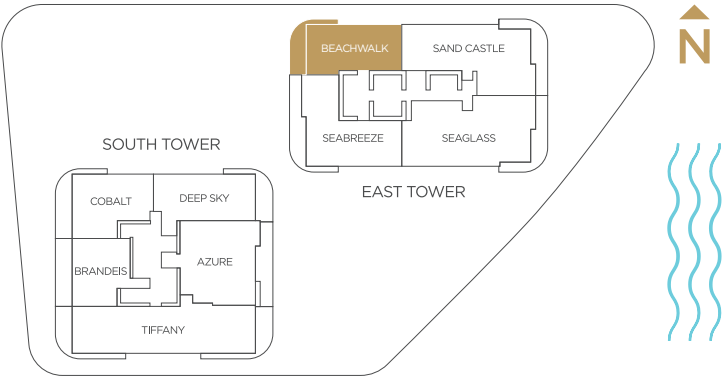 BEACHWALK
SAND CASTLE
N
SEABREEZE
SEAGLASS
SOUTH TOWER
EAST TOWER
COBALT
DEEP SKY
BRANDEIS
AZURE
TIFFANY